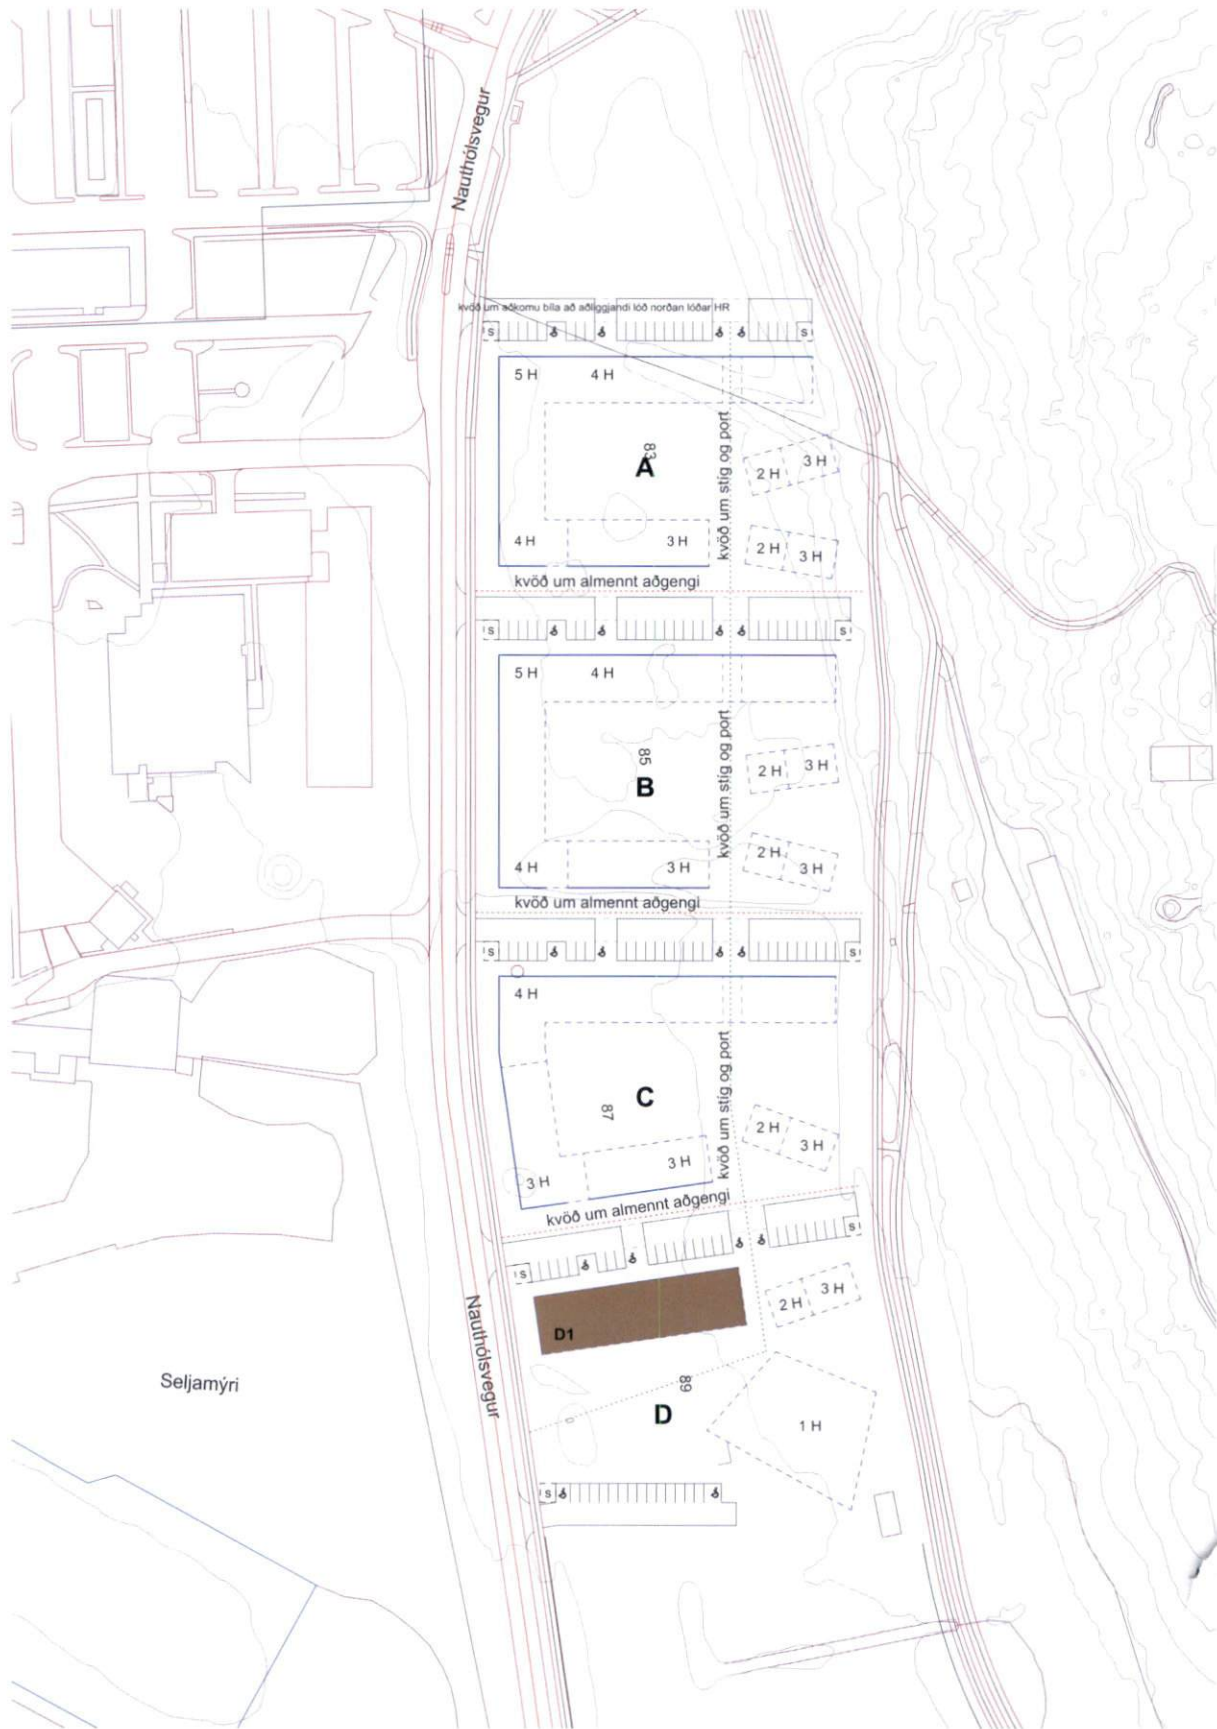 Nauthólsvegur
kvöð um aðkomu bíla að aðliggjandi lóð norðan lóðar HR
S
S
5 H
4 H
83
A
kvöð um stíg og port
2 H
3 H
4 H
3 H
2 H
3 H
kvöð um almennt aðgengi
S
S
5 H
4 H
85
B
kvöð um stíg og port
2 H
3 H
4 H
3 H
2 H
3 H
kvöð um almennt aðgengi
S
S
4 H
87
C
kvöð um stíg og port
2 H
3 H
3 H
3 H
kvöð um almennt aðgengi
S
S
D1
2 H
3 H
Nauthólsvegur
Seljamýri
89
D
1 H
S